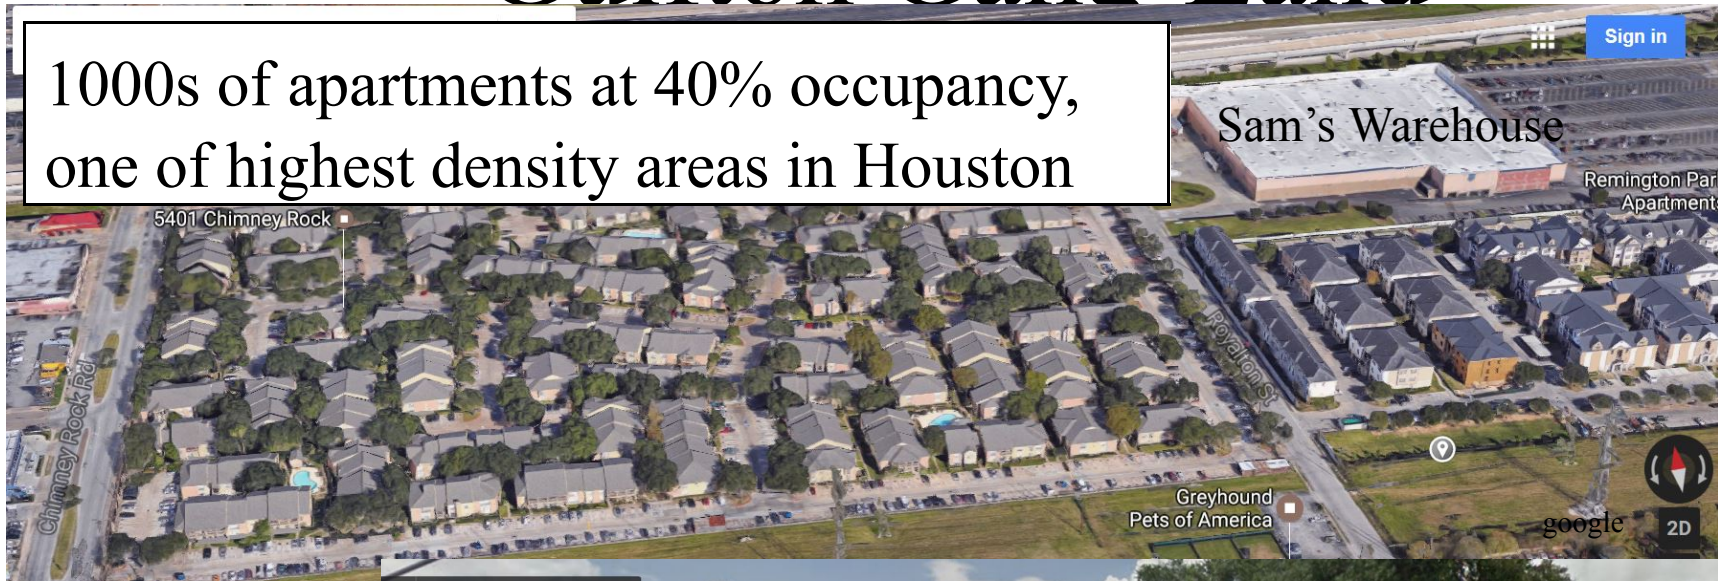 1000s of apartments at 40% occupancy,
one of highest density areas in Houston
Sign in
Sam’s Warehouse
Remington Par
Apartments
5401 Chimney Rock
Royalton St
Chimney Rock Rd
Greyhound
Pets of America
google
2D